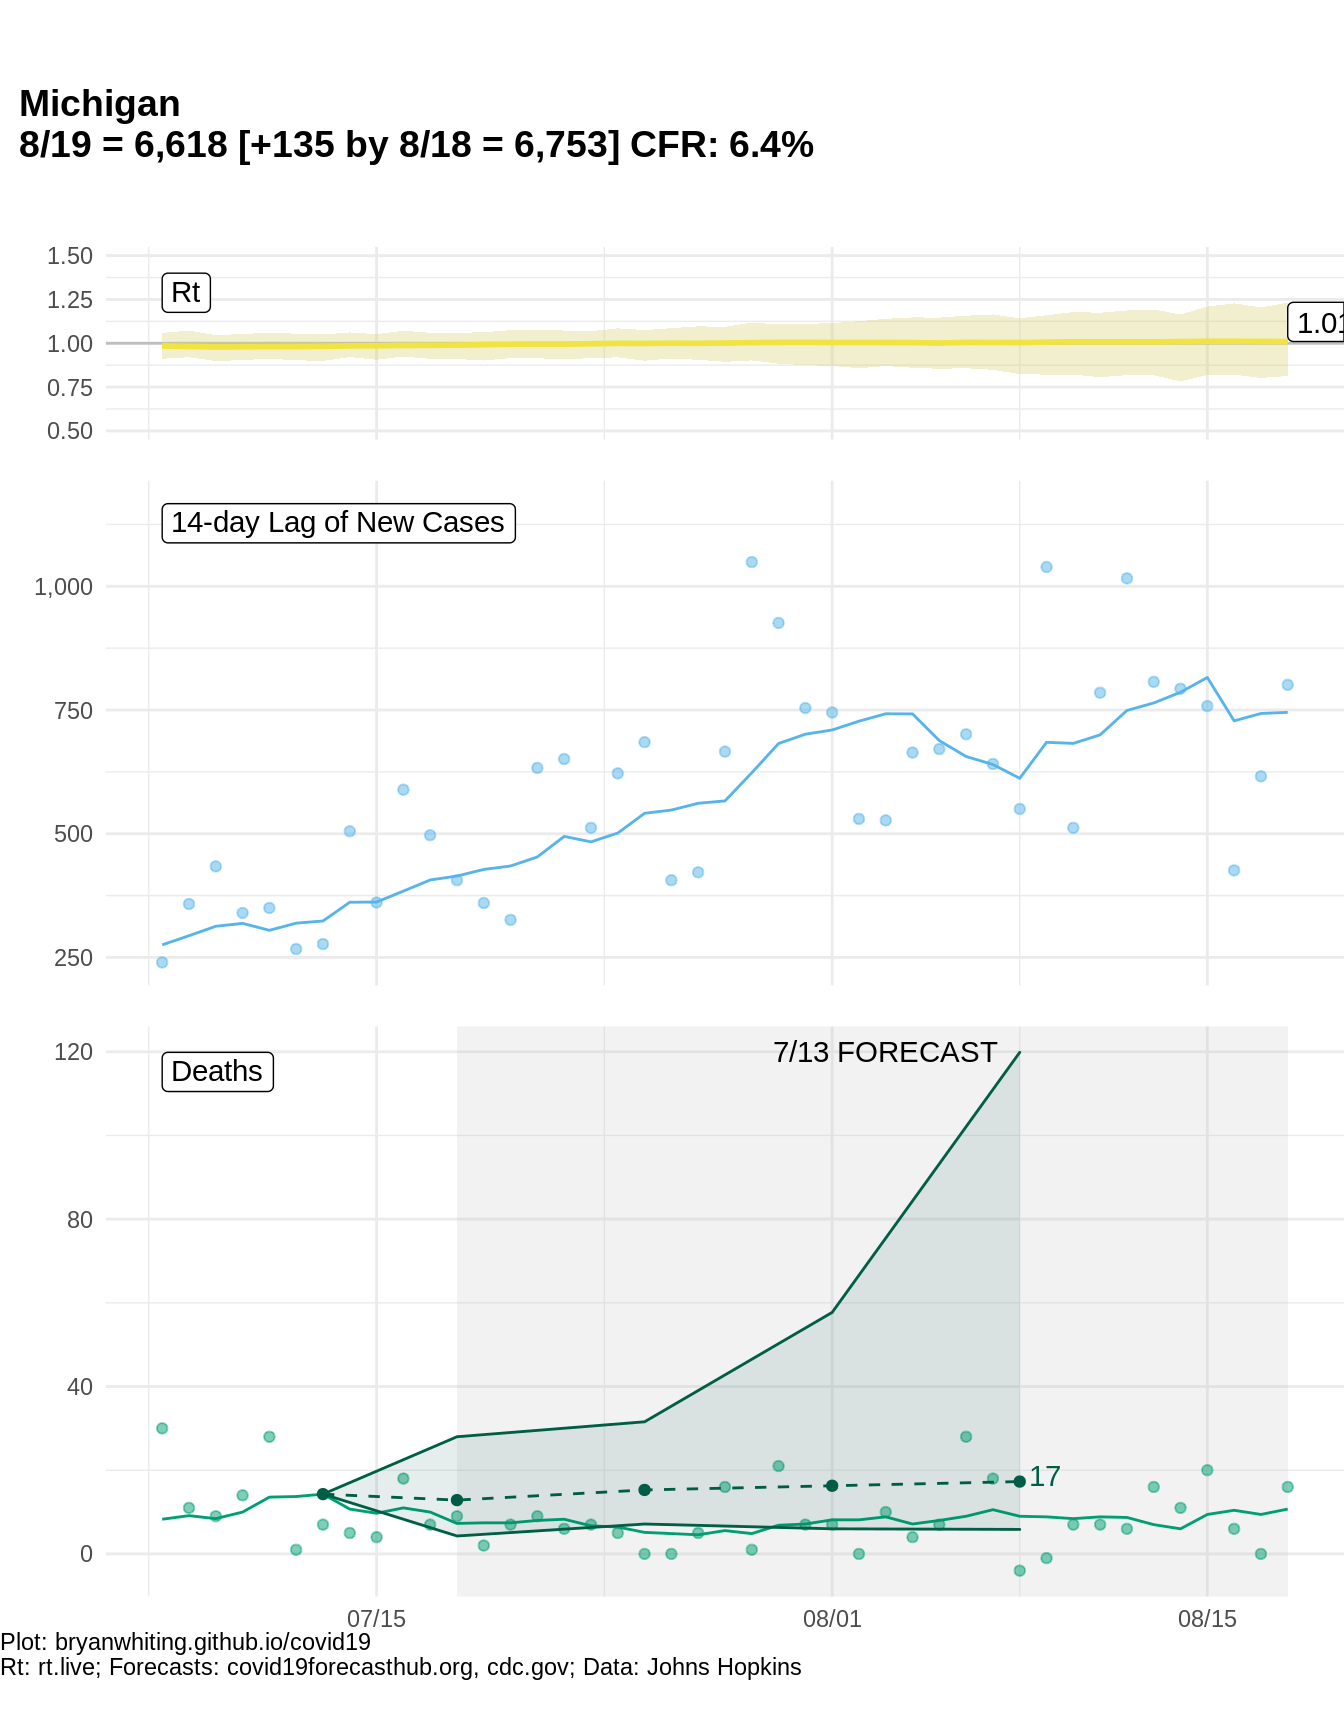 Michigan
8/19 = 6,618 [+135 by 8/18 = 6,753] CFR: 6.4%
1.50
1.25
1.00
0.75
0.50
Rt
1.01
14-day Lag of New Cases
1,000
750
500
250
120
80
40
0
Deaths
7/13 FORECAST
17
07/15
08/01
08/15
Plot: bryanwhiting.github.io/covid19
Rt: rt.live; Forecasts: covid19forecasthub.org, cdc.gov; Data: Johns Hopkins